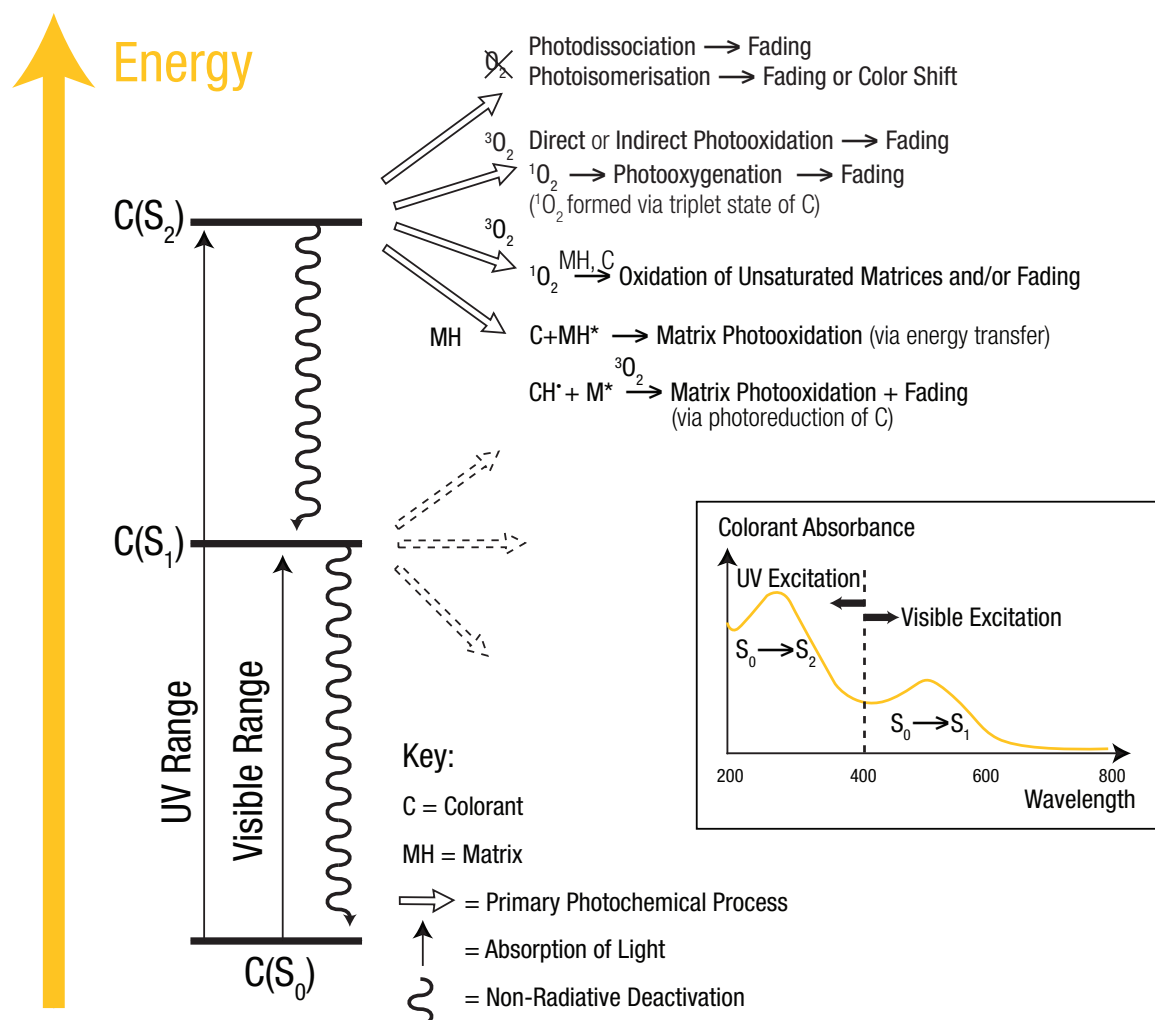 Energy
O₂
Photodissociation → Fading
Photoisomerisation → Fading or Color Shift
³O₂
Direct or Indirect Photooxidation → Fading
¹O₂ → Photooxygenation → Fading
(¹O₂ formed via triplet state of C)
C(S₂)
³O₂
MH, C
¹O₂ → Oxidation of Unsaturated Matrices and/or Fading
MH
C+MH* → Matrix Photooxidation (via energy transfer)
³O₂
CH• + M* → Matrix Photooxidation + Fading
(via photoreduction of C)
C(S₁)
UV Range
Visible Range
C(S₀)
Colorant Absorbance
UV Excitation
Visible Excitation
S₀ → S₂
S₀ → S₁
200 400 600 800
Wavelength
Key:
C = Colorant
MH = Matrix
= Primary Photochemical Process
= Absorption of Light
= Non-Radiative Deactivation